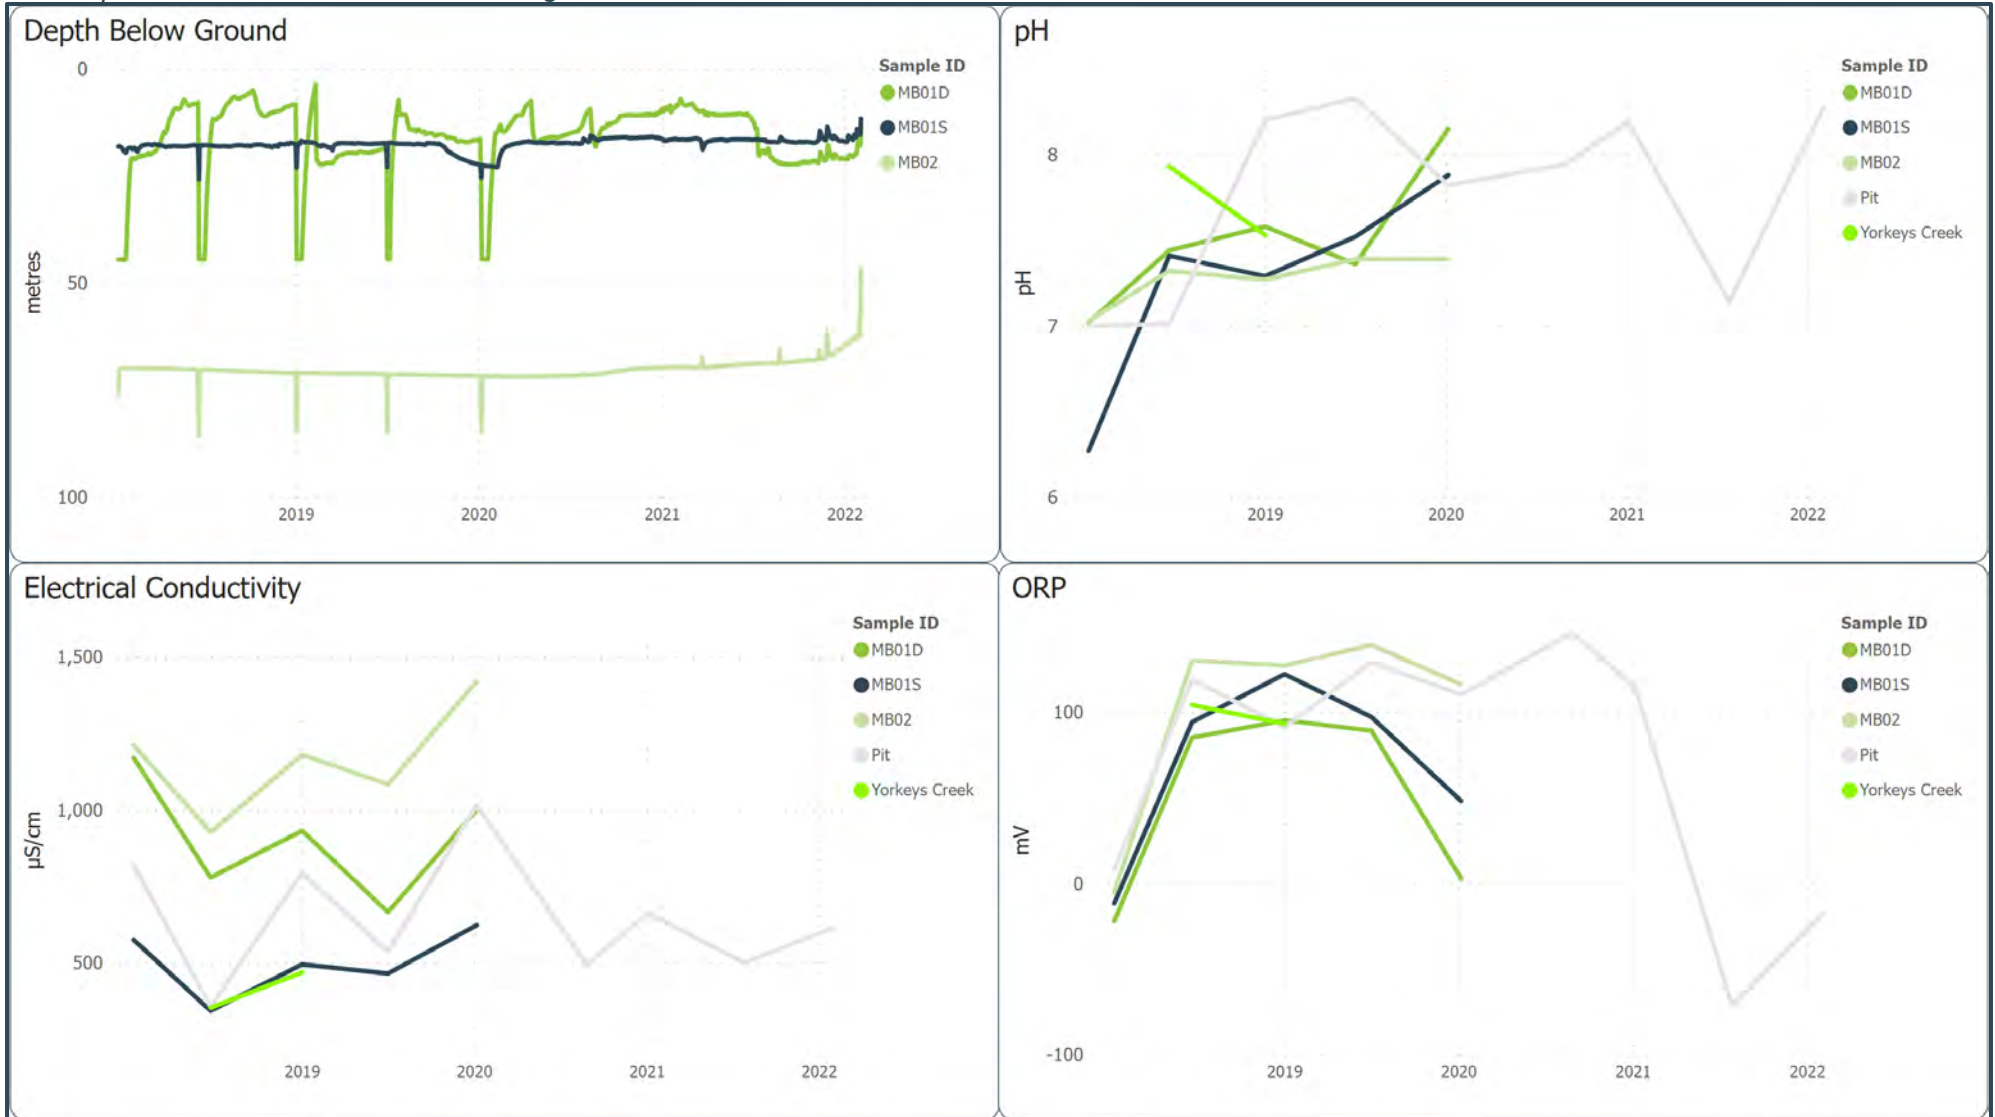 Depth Below Ground
0
50
100
metres
2019
2020
2021
2022
Sample ID
MB01D
MB01S
MB02
pH
8
7
6
pH
2019
2020
2021
2022
Sample ID
MB01D
MB01S
MB02
Pit
Yorkeys Creek
Electrical Conductivity
1,500
1,000
500
µS/cm
2019
2020
2021
2022
Sample ID
MB01D
MB01S
MB02
Pit
Yorkeys Creek
ORP
100
0
-100
mV
2019
2020
2021
2022
Sample ID
MB01D
MB01S
MB02
Pit
Yorkeys Creek